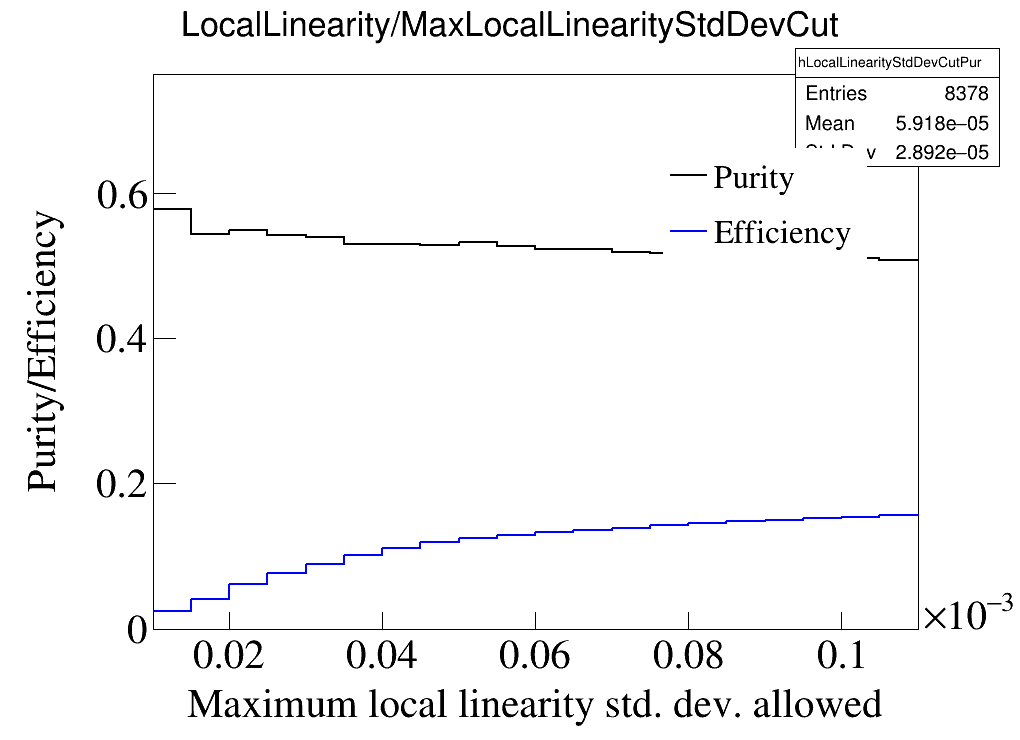 LocalLinearity/MaxLocalLinearityStdDevCut
hLocalLinearityStdDevCutPur
Entries 8378
Mean 5.918e−05
2.892e−05
Purity
Efficiency
Purity/Efficiency
0.6
0.4
0.2
0
0.02 0.04 0.06 0.08 0.1
×10−3
Maximum local linearity std. dev. allowed